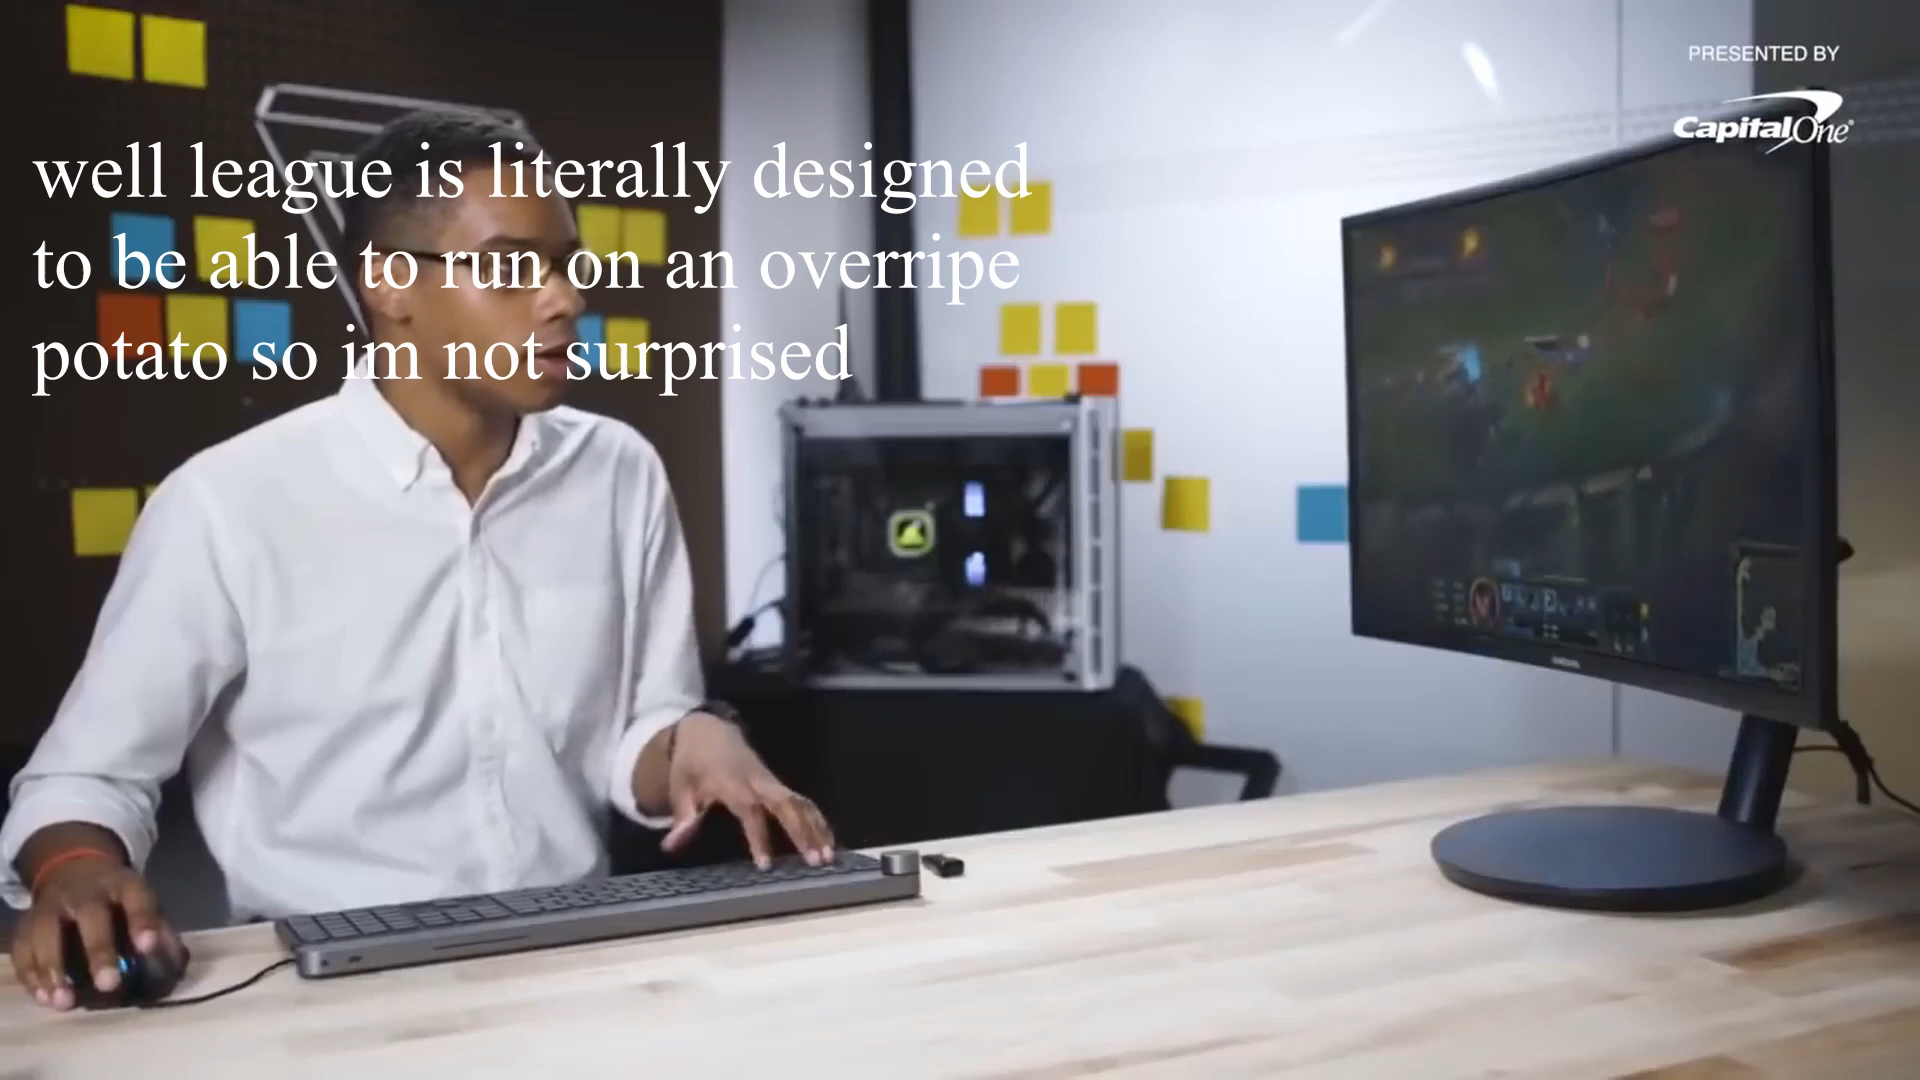 PRESENTED BY
CapitalOne
well league is literally designed
to be able to run on an overripe
potato so im not surprised